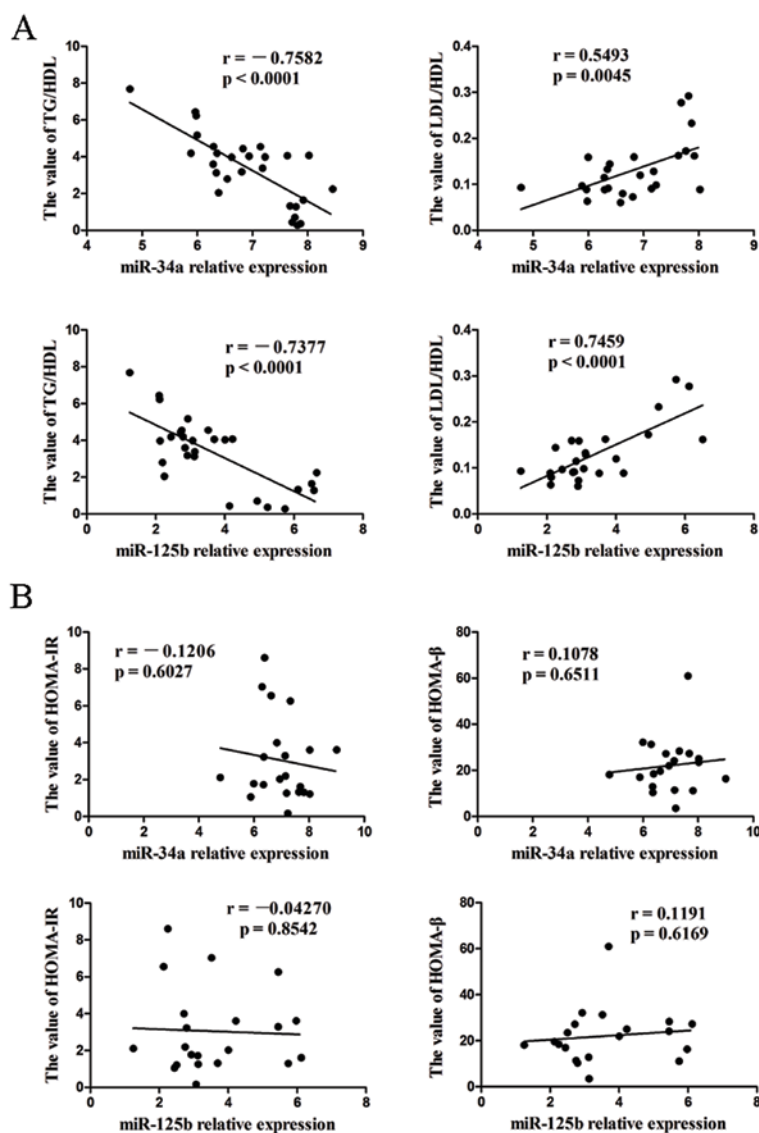 A
The value of TG/HDL
10
8
6
4
2
0
r = −0.7582
p < 0.0001
4 5 6 7 8 9
miR-34a relative expression
The value of LDL/HDL
0.4
0.3
0.2
0.1
0.0
r = 0.5493
p = 0.0045
4 5 6 7 8 9
miR-34a relative expression
The value of TG/HDL
10
8
6
4
2
0
r = −0.7377
p < 0.0001
0 2 4 6 8
miR-125b relative expression
The value of LDL/HDL
0.4
0.3
0.2
0.1
0.0
r = 0.7459
p < 0.0001
0 2 4 6 8
miR-125b relative expression
B
The value of HOMA-IR
10
8
6
4
2
0
r = −0.1206
p = 0.6027
0 2 4 6 8 10
miR-34a relative expression
The value of HOMA-β
80
60
40
20
0
r = 0.1078
p = 0.6511
0 2 4 6 8 10
miR-34a relative expression
The value of HOMA-IR
10
8
6
4
2
0
r = −0.04270
p = 0.8542
0 2 4 6 8
miR-125b relative expression
The value of HOMA-β
80
60
40
20
0
r = 0.1191
p = 0.6169
0 2 4 6 8
miR-125b relative expression